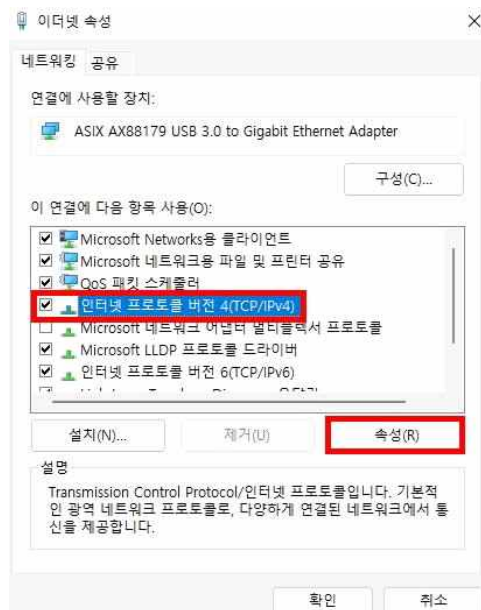 이더넷 속성
네트워킹 공유
연결에 사용할 장치:
ASIX AX88179 USB 3.0 to Gigabit Ethernet Adapter
구성(C)...
이 연결에 다음 항목 사용(O):
Microsoft Networks용 클라이언트
Microsoft 네트워크용 파일 및 프린터 공유
QoS 패킷 스케줄러
인터넷 프로토콜 버전 4(TCP/IPv4)
Microsoft 네트워크 어댑터 멀티플렉서 프로토콜
Microsoft LLDP 프로토콜 드라이버
인터넷 프로토콜 버전 6(TCP/IPv6)
설치(N)... 제거(U) 속성(R)
설명
Transmission Control Protocol/인터넷 프로토콜입니다. 기본적
인 광역 네트워크 프로토콜로, 다양하게 연결된 네트워크에서 통
신을 제공합니다.
확인 취소